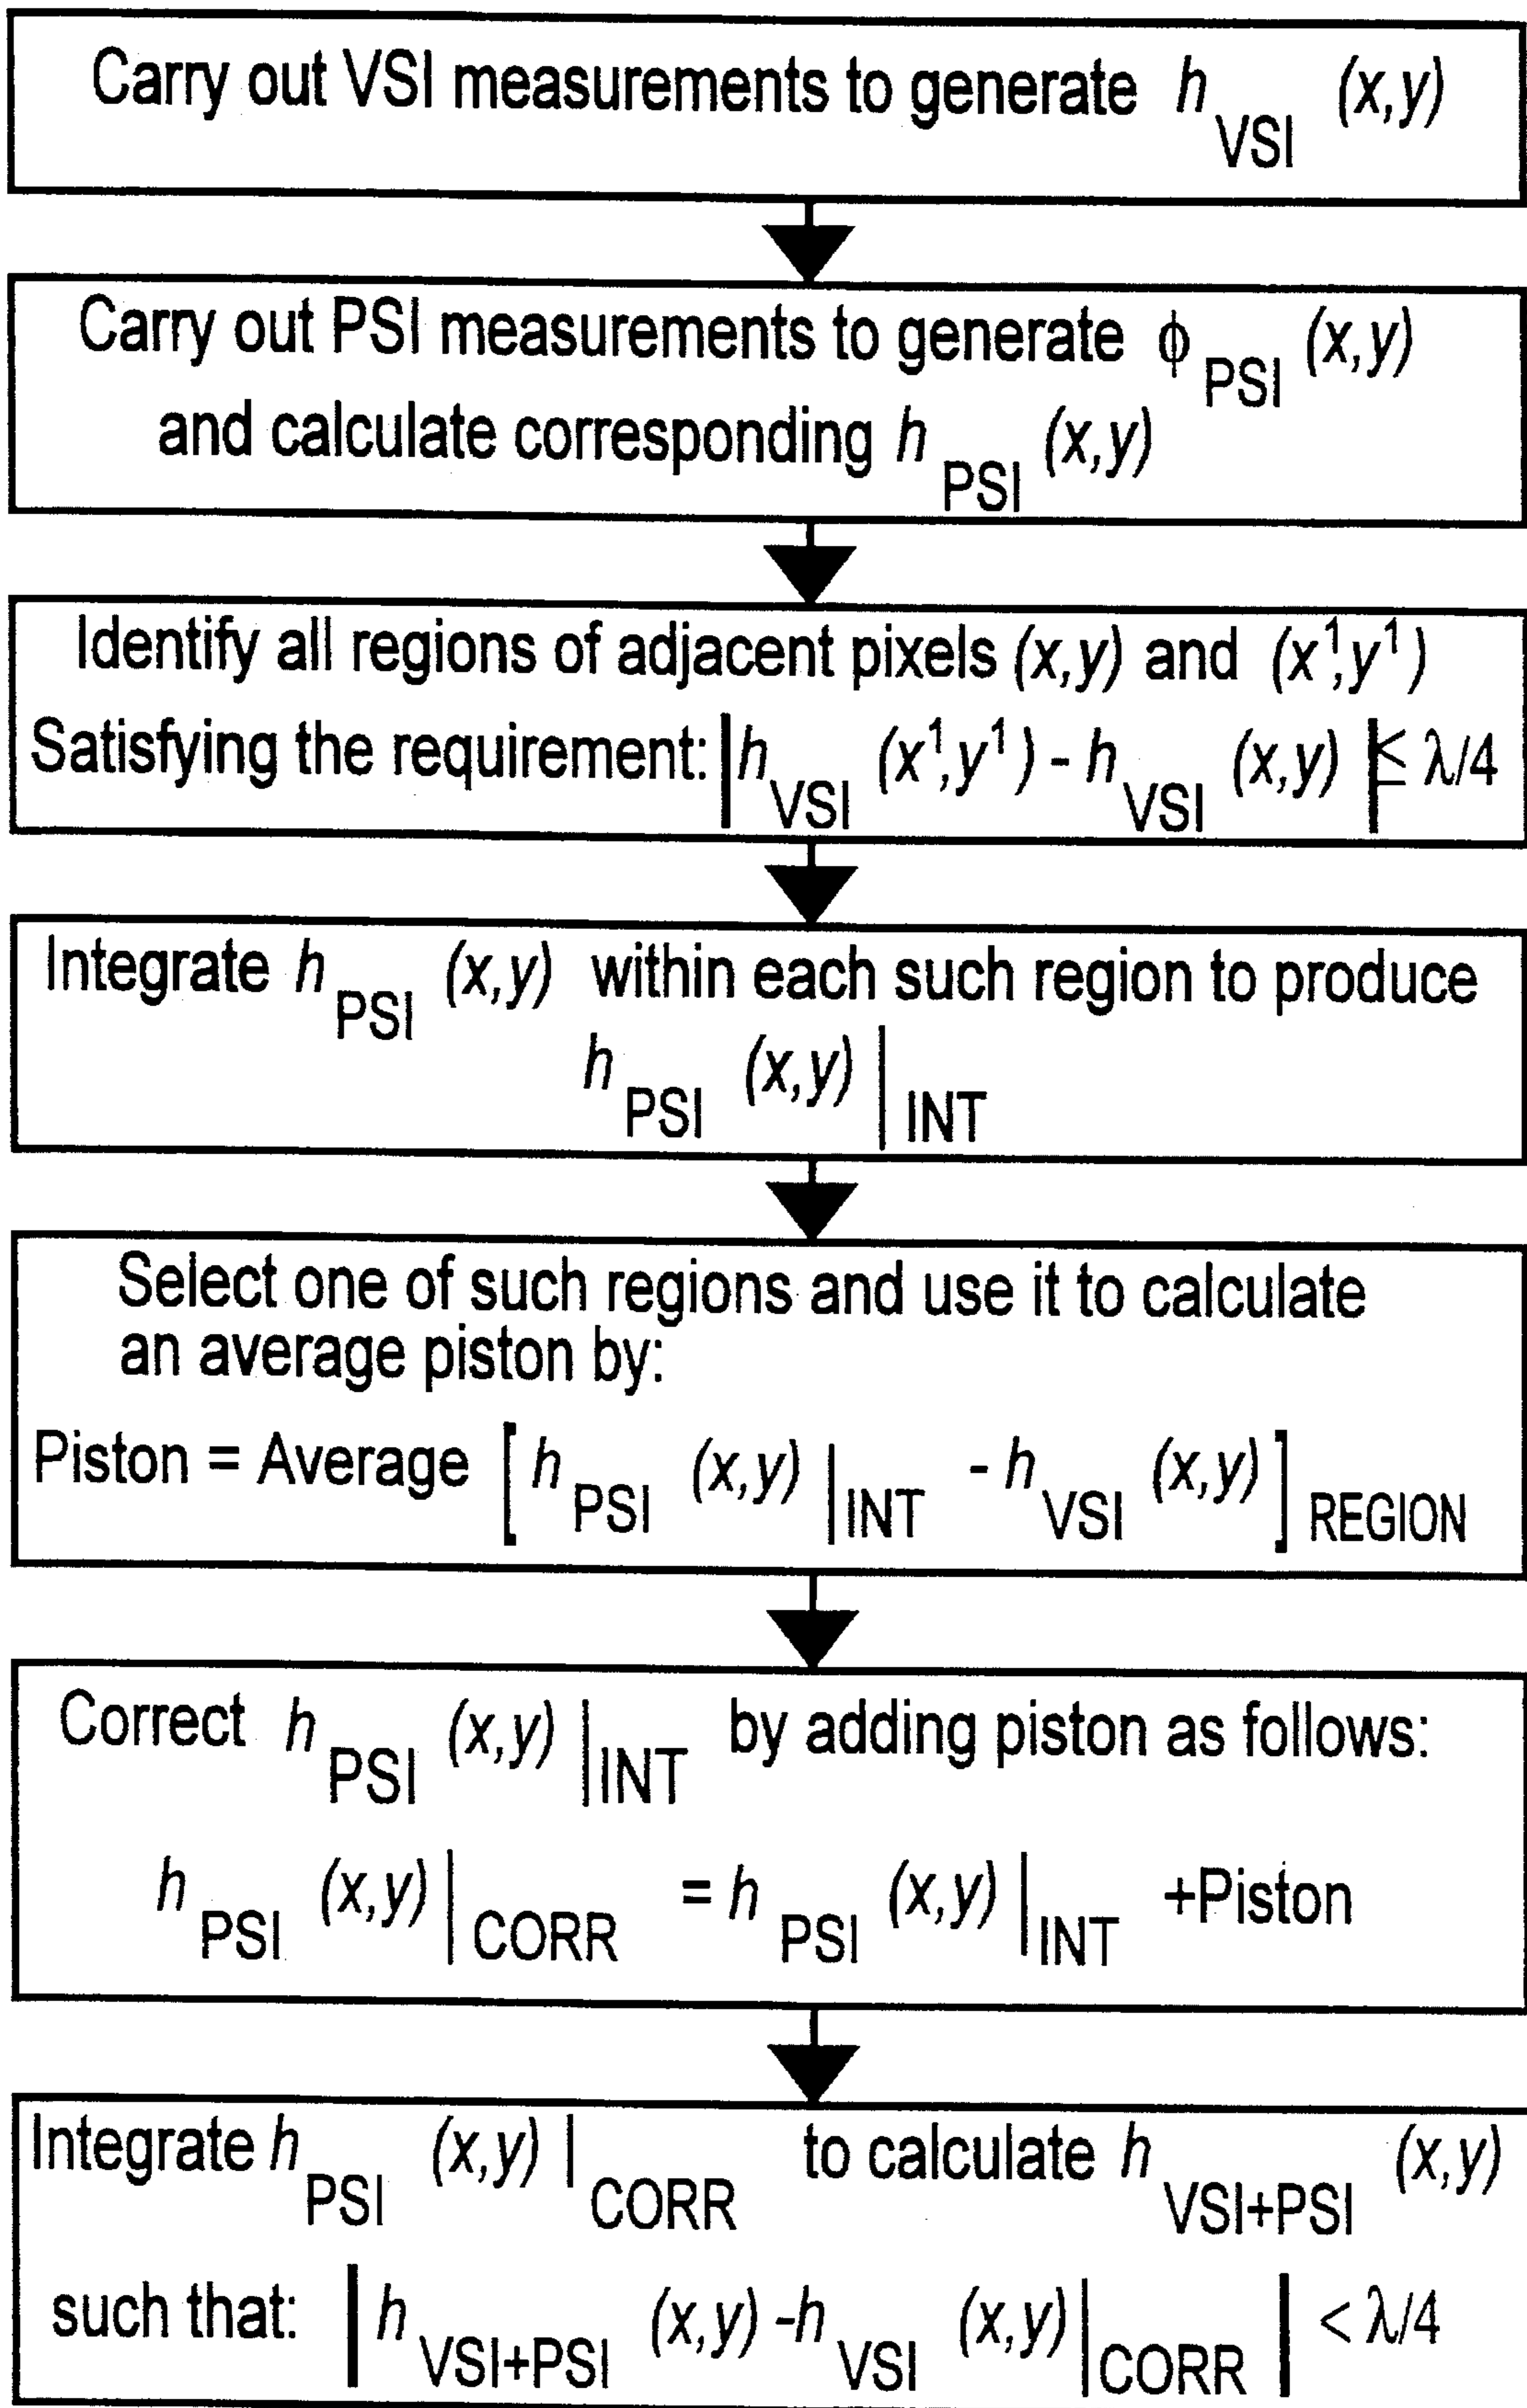 Carry out VSI measurements to generate h VSI (x,y)
Carry out PSI measurements to generate ϕ PSI (x,y)
and calculate corresponding h PSI (x,y)
Identify all regions of adjacent pixels (x,y) and (x¹,y¹)
Satisfying the requirement: |h VSI (x¹,y¹) - h VSI (x,y)| ≤ λ/4
Integrate h PSI (x,y) within each such region to produce
h PSI (x,y) | INT
Select one of such regions and use it to calculate
an average piston by:
Piston = Average [h PSI (x,y) | INT - h VSI (x,y)] REGION
Correct h PSI (x,y) | INT by adding piston as follows:
h PSI (x,y) | CORR = h PSI (x,y) | INT +Piston
Integrate h PSI (x,y) | CORR to calculate h VSI+PSI (x,y)
such that: | h VSI+PSI (x,y) -h VSI (x,y) | CORR | < λ/4